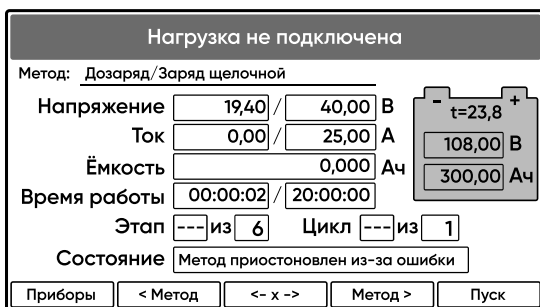 Нагрузка не подключена
Метод: Дозаряд/Заряд щелочной
Напряжение 19,40 / 40,00 В
Ток 0,00 / 25,00 А
Ёмкость 0,000 Ач
Время работы 00:00:02 / 20:00:00
Этап --- из 6 Цикл --- из 1
Состояние Метод приостоновлен из-за ошибки
- +
t=23,8
108,00 В
300,00 Ач
Приборы < Метод <- x -> Метод > Пуск